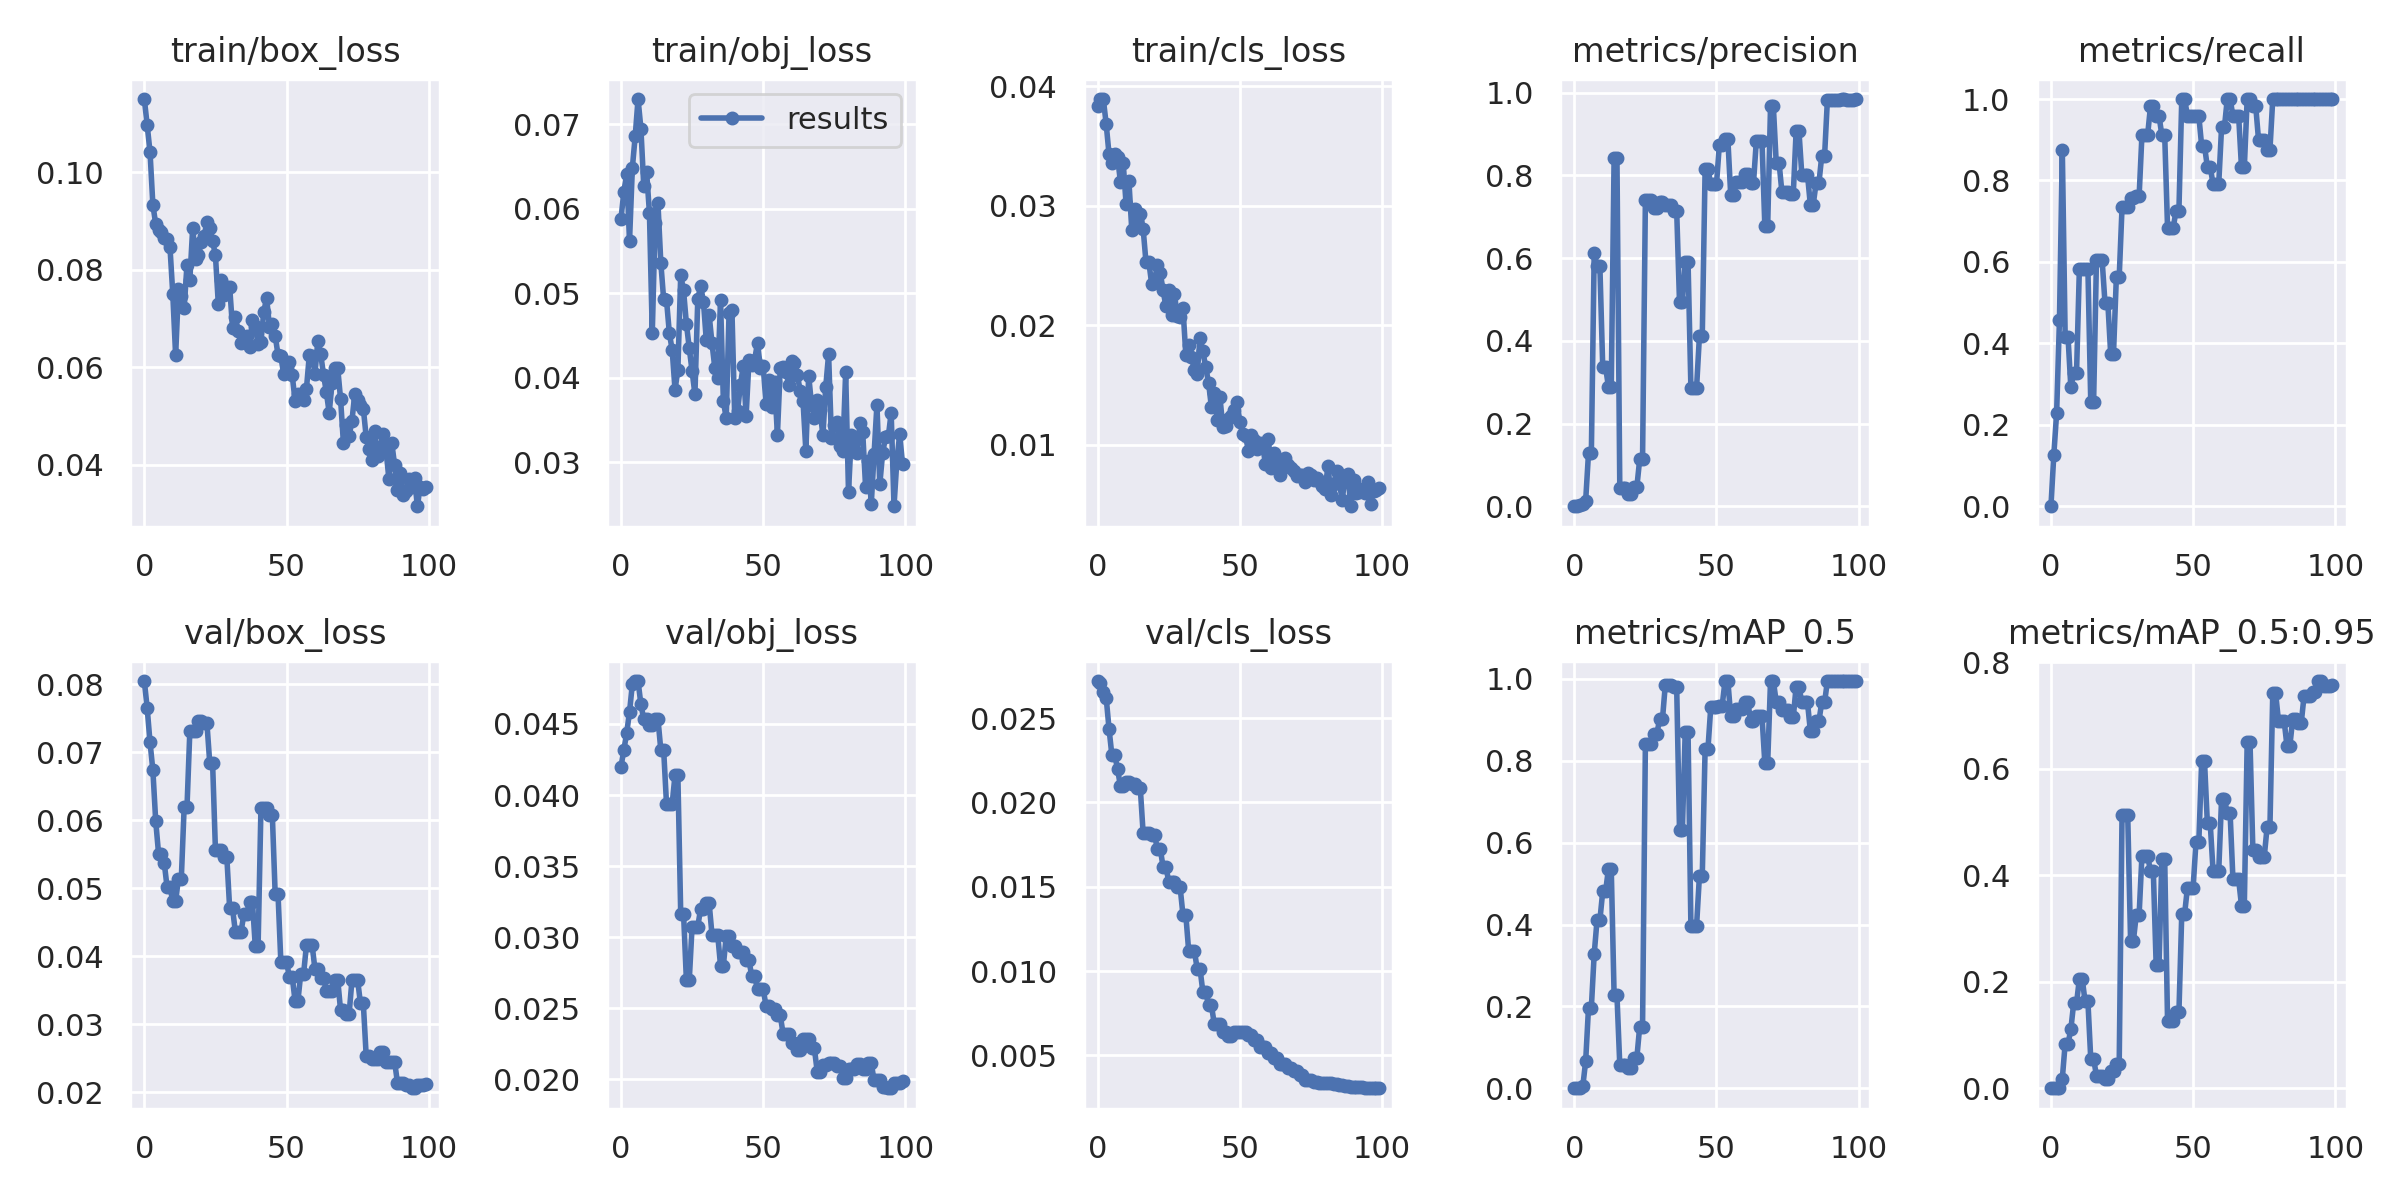 train/box_loss
0.10
0.08
0.06
0.04
0 50 100
train/obj_loss
results
0.07
0.06
0.05
0.04
0.03
0 50 100
train/cls_loss
0.04
0.03
0.02
0.01
0 50 100
metrics/precision
1.0
0.8
0.6
0.4
0.2
0.0
0 50 100
metrics/recall
1.0
0.8
0.6
0.4
0.2
0.0
0 50 100
val/box_loss
0.08
0.07
0.06
0.05
0.04
0.03
0.02
0 50 100
val/obj_loss
0.045
0.040
0.035
0.030
0.025
0.020
0 50 100
val/cls_loss
0.025
0.020
0.015
0.010
0.005
0 50 100
metrics/mAP_0.5
1.0
0.8
0.6
0.4
0.2
0.0
0 50 100
metrics/mAP_0.5:0.95
0.8
0.6
0.4
0.2
0.0
0 50 100